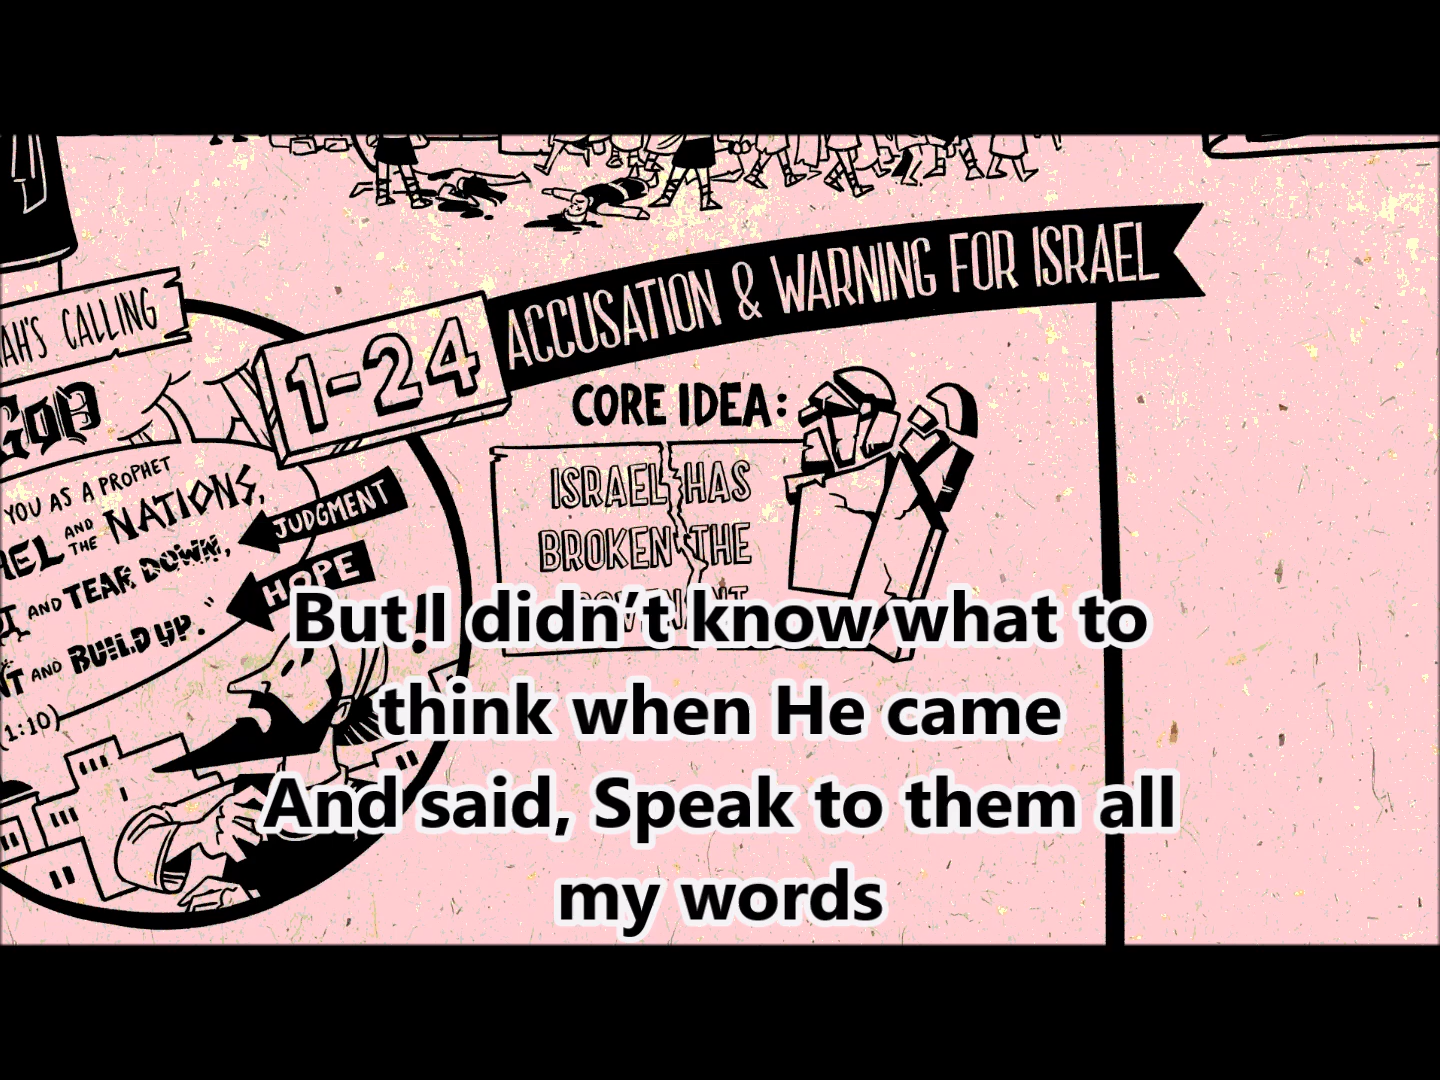 ACCUSATION & WARNING FOR ISRAEL
AH'S CALLING
1-24
GOD
CORE IDEA:
ISRAEL HAS
BROKEN THE
YOU AS A PROPHET
AND THE NATIONS,
JUDGMENT
AND TEAR DOWN,
HOPE
AND BUILD UP."
(1:10)
But I didn’t know what to
think when He came
And said, Speak to them all
my words